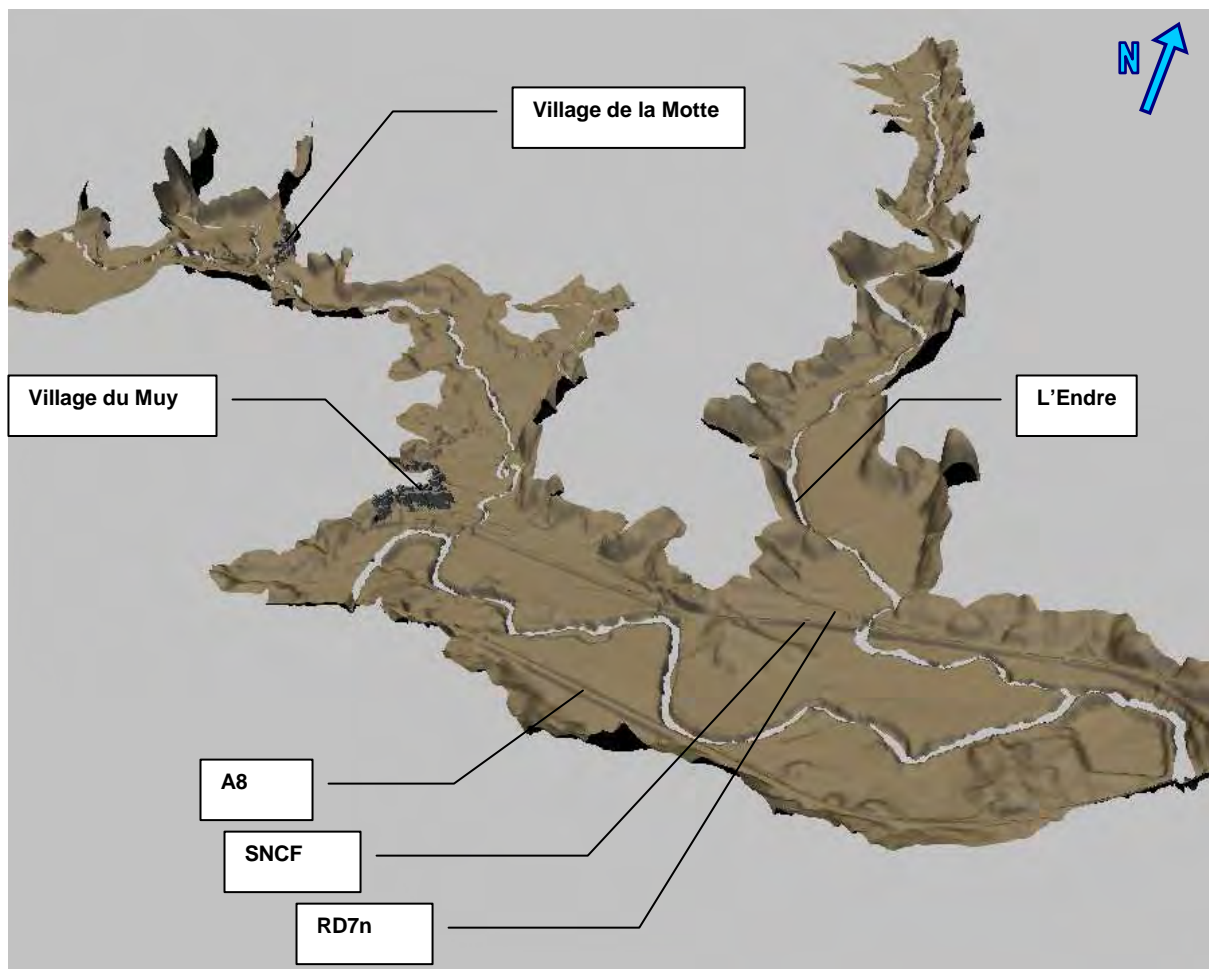 N
Village de la Motte
Village du Muy
L'Endre
A8
SNCF
RD7n